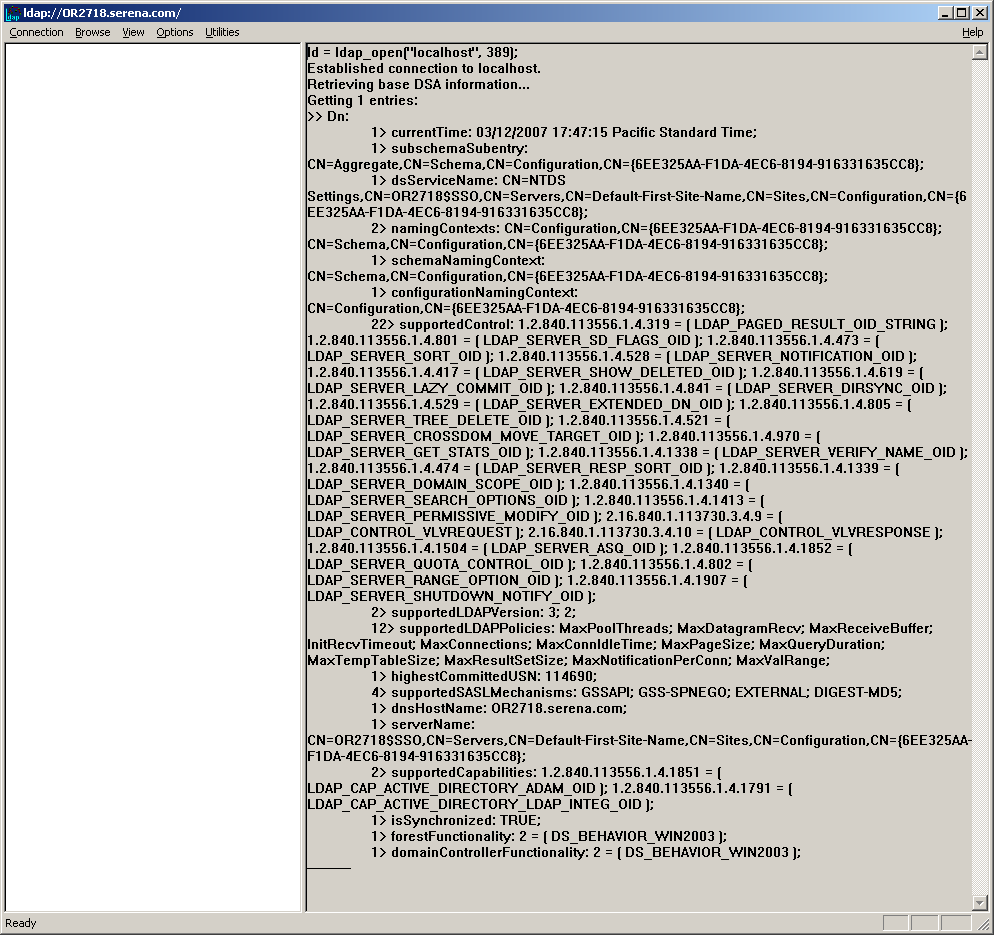 ldap://OR2718.serena.com/
Connection Browse View Options Utilities Help
ld = ldap_open("localhost", 389);
Established connection to localhost.
Retrieving base DSA information...
Getting 1 entries:
>> Dn:
1> currentTime: 03/12/2007 17:47:15 Pacific Standard Time;
1> subschemaSubentry:
CN=Aggregate,CN=Schema,CN=Configuration,CN={6EE325AA-F1DA-4EC6-8194-916331635CC8};
1> dsServiceName: CN=NTDS
Settings,CN=OR2718$SSO,CN=Servers,CN=Default-First-Site-Name,CN=Sites,CN=Configuration,CN={6
EE325AA-F1DA-4EC6-8194-916331635CC8};
2> namingContexts: CN=Configuration,CN={6EE325AA-F1DA-4EC6-8194-916331635CC8};
CN=Schema,CN=Configuration,CN={6EE325AA-F1DA-4EC6-8194-916331635CC8};
1> schemaNamingContext:
CN=Schema,CN=Configuration,CN={6EE325AA-F1DA-4EC6-8194-916331635CC8};
1> configurationNamingContext:
CN=Configuration,CN={6EE325AA-F1DA-4EC6-8194-916331635CC8};
22> supportedControl: 1.2.840.113556.1.4.319 = ( LDAP_PAGED_RESULT_OID_STRING );
1.2.840.113556.1.4.801 = ( LDAP_SERVER_SD_FLAGS_OID ); 1.2.840.113556.1.4.473 = (
LDAP_SERVER_SORT_OID ); 1.2.840.113556.1.4.528 = ( LDAP_SERVER_NOTIFICATION_OID );
1.2.840.113556.1.4.417 = ( LDAP_SERVER_SHOW_DELETED_OID ); 1.2.840.113556.1.4.619 = (
LDAP_SERVER_LAZY_COMMIT_OID ); 1.2.840.113556.1.4.841 = ( LDAP_SERVER_DIRSYNC_OID );
1.2.840.113556.1.4.529 = ( LDAP_SERVER_EXTENDED_DN_OID ); 1.2.840.113556.1.4.805 = (
LDAP_SERVER_TREE_DELETE_OID ); 1.2.840.113556.1.4.521 = (
LDAP_SERVER_CROSSDOM_MOVE_TARGET_OID ); 1.2.840.113556.1.4.970 = (
LDAP_SERVER_GET_STATS_OID ); 1.2.840.113556.1.4.1338 = ( LDAP_SERVER_VERIFY_NAME_OID );
1.2.840.113556.1.4.474 = ( LDAP_SERVER_RESP_SORT_OID ); 1.2.840.113556.1.4.1339 = (
LDAP_SERVER_DOMAIN_SCOPE_OID ); 1.2.840.113556.1.4.1340 = (
LDAP_SERVER_SEARCH_OPTIONS_OID ); 1.2.840.113556.1.4.1413 = (
LDAP_SERVER_PERMISSIVE_MODIFY_OID ); 2.16.840.1.113730.3.4.9 = (
LDAP_CONTROL_VLVREQUEST ); 2.16.840.1.113730.3.4.10 = ( LDAP_CONTROL_VLVRESPONSE );
1.2.840.113556.1.4.1504 = ( LDAP_SERVER_ASQ_OID ); 1.2.840.113556.1.4.1852 = (
LDAP_SERVER_QUOTA_CONTROL_OID ); 1.2.840.113556.1.4.802 = (
LDAP_SERVER_RANGE_OPTION_OID ); 1.2.840.113556.1.4.1907 = (
LDAP_SERVER_SHUTDOWN_NOTIFY_OID );
2> supportedLDAPVersion: 3; 2;
12> supportedLDAPPolicies: MaxPoolThreads; MaxDatagramRecv; MaxReceiveBuffer;
InitRecvTimeout; MaxConnections; MaxConnIdleTime; MaxPageSize; MaxQueryDuration;
MaxTempTableSize; MaxResultSetSize; MaxNotificationPerConn; MaxValRange;
1> highestCommittedUSN: 114690;
4> supportedSASLMechanisms: GSSAPI; GSS-SPNEGO; EXTERNAL; DIGEST-MD5;
1> dnsHostName: OR2718.serena.com;
1> serverName:
CN=OR2718$SSO,CN=Servers,CN=Default-First-Site-Name,CN=Sites,CN=Configuration,CN={6EE325AA-
F1DA-4EC6-8194-916331635CC8};
2> supportedCapabilities: 1.2.840.113556.1.4.1851 = (
LDAP_CAP_ACTIVE_DIRECTORY_ADAM_OID ); 1.2.840.113556.1.4.1791 = (
LDAP_CAP_ACTIVE_DIRECTORY_LDAP_INTEG_OID );
1> isSynchronized: TRUE;
1> forestFunctionality: 2 = ( DS_BEHAVIOR_WIN2003 );
1> domainControllerFunctionality: 2 = ( DS_BEHAVIOR_WIN2003 );
Ready